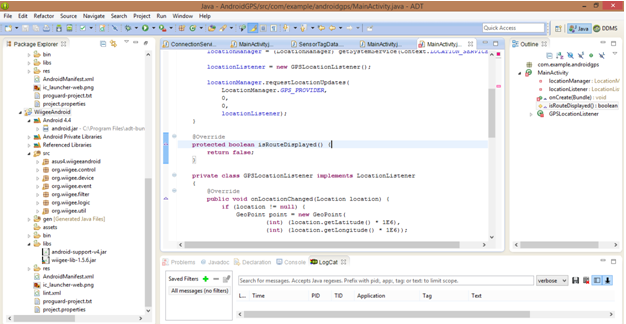 Java - AndroidGPS/src/com/example/androidgps/MainActivity.java - ADT
File Edit Refactor Source Navigate Search Project Run Window Help
Quick Access
Java
DDMS
Package Explorer
bin
libs
res
AndroidManifest.xml
ic_launcher-web.png
proguard-project.txt
project.properties
WiigeeAndroid
Android 4.4
android.jar - C:\Program Files\adt-bun
Android Private Libraries
Referenced Libraries
src
asus4.wiigeeandroid
org.wiigee.control
org.wiigee.device
org.wiigee.event
org.wiigee.filter
org.wiigee.logic
org.wiigee.util
gen [Generated Java Files]
assets
bin
libs
android-support-v4.jar
wiigee-lib-1.5.6.jar
res
AndroidManifest.xml
ic_launcher-web.png
lint.xml
proguard-project.txt
project.properties
ConnectionSensi...
MainActivity.j...
SensorTagData...
MainActivity.j...
MainActivity.j...
locationListener = new GPSLocationListener();
locationManager.requestLocationUpdates(
LocationManager.GPS_PROVIDER,
0,
0,
locationListener);
}
@Override
protected boolean isRouteDisplayed() {
return false;
}
private class GPSLocationListener implements LocationListener
{
@Override
public void onLocationChanged(Location location) {
if (location != null) {
GeoPoint point = new GeoPoint(
(int) (location.getLatitude() * 1E6),
(int) (location.getLongitude() * 1E6));
Outline
com.example.androidgps
MainActivity
locationManager : LocationM
locationListener : LocationLi
onCreate(Bundle) : void
isRouteDisplayed() : boolean
GPSLocationListener
Problems
Javadoc
Declaration
Console
LogCat
Saved Filters
All messages (no filters)
Search for messages. Accepts Java regexes. Prefix with pid:, app:, tag: or text: to limit scope.
verbose
L... Time PID TID Application Tag Text